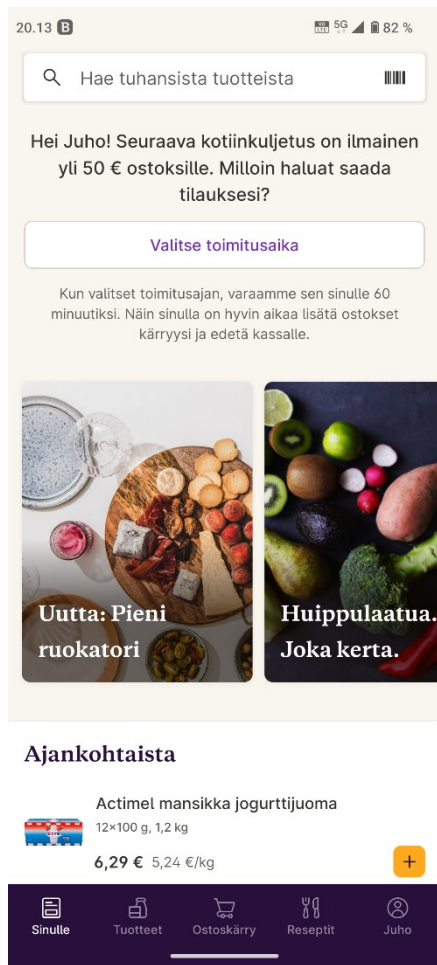 20.13 B 5G 82 %
Hae tuhansista tuotteista
Hei Juho! Seuraava kotiinkuljetus on ilmainen
yli 50 € ostoksille. Milloin haluat saada
tilauksesi?
Valitse toimitusaika
Kun valitset toimitusajan, varaamme sen sinulle 60
minuutiksi. Näin sinulla on hyvin aikaa lisätä ostokset
kärryysi ja edetä kassalle.
Uutta: Pieni
ruokatori
Huippulaatua.
Joka kerta.
Ajankohtaista
Actimel mansikka jogurttijuoma
12×100 g, 1,2 kg
6,29 € 5,24 €/kg
+
Sinulle Tuotteet Ostoskärry Reseptit Juho